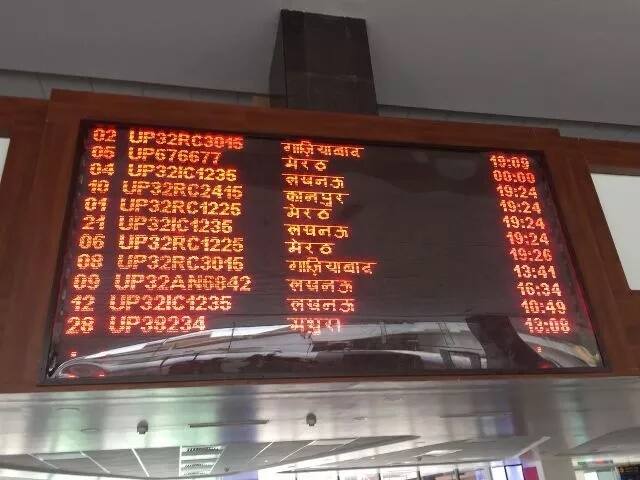 02 UP32RC3015 गाज़ियाबाद 19:09
05 UP676677 मेरठ 00:00
04 UP32IC1235 लखनऊ 19:24
10 UP32RC2415 कानपुर 19:24
01 UP32RC1225 मेरठ 19:24
21 UP32IC1235 लखनऊ 19:24
06 UP32RC1225 मेरठ 19:26
08 UP32RC3015 गाज़ियाबाद 13:41
09 UP32AN6842 लखनऊ 16:34
12 UP32IC1235 लखनऊ 10:49
28 UP38234 मथुरा 13:08